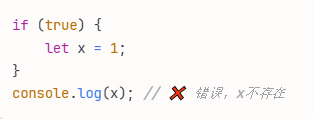 if (true) {
    let x = 1;
}
console.log(x); // ❌ 错误，x不存在